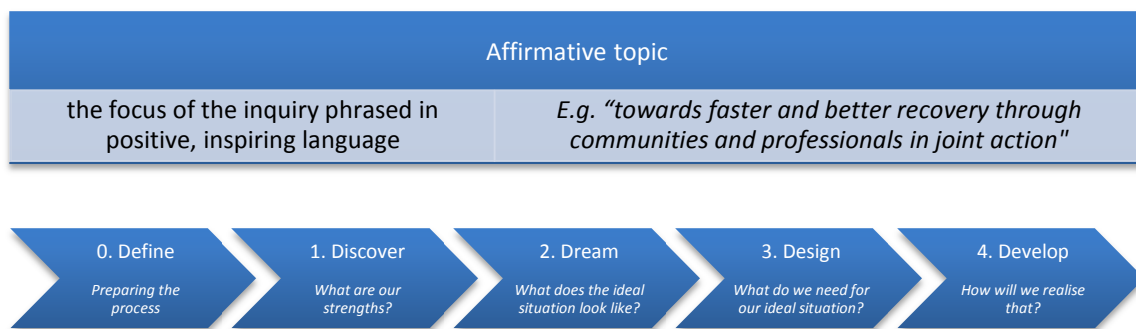 Affirmative topic
the focus of the inquiry phrased in
positive, inspiring language
E.g. “towards faster and better recovery through
communities and professionals in joint action"
0. Define
Preparing the
process
1. Discover
What are our
strengths?
2. Dream
What does the ideal
situation look like?
3. Design
What do we need for
our ideal situation?
4. Develop
How will we realise
that?